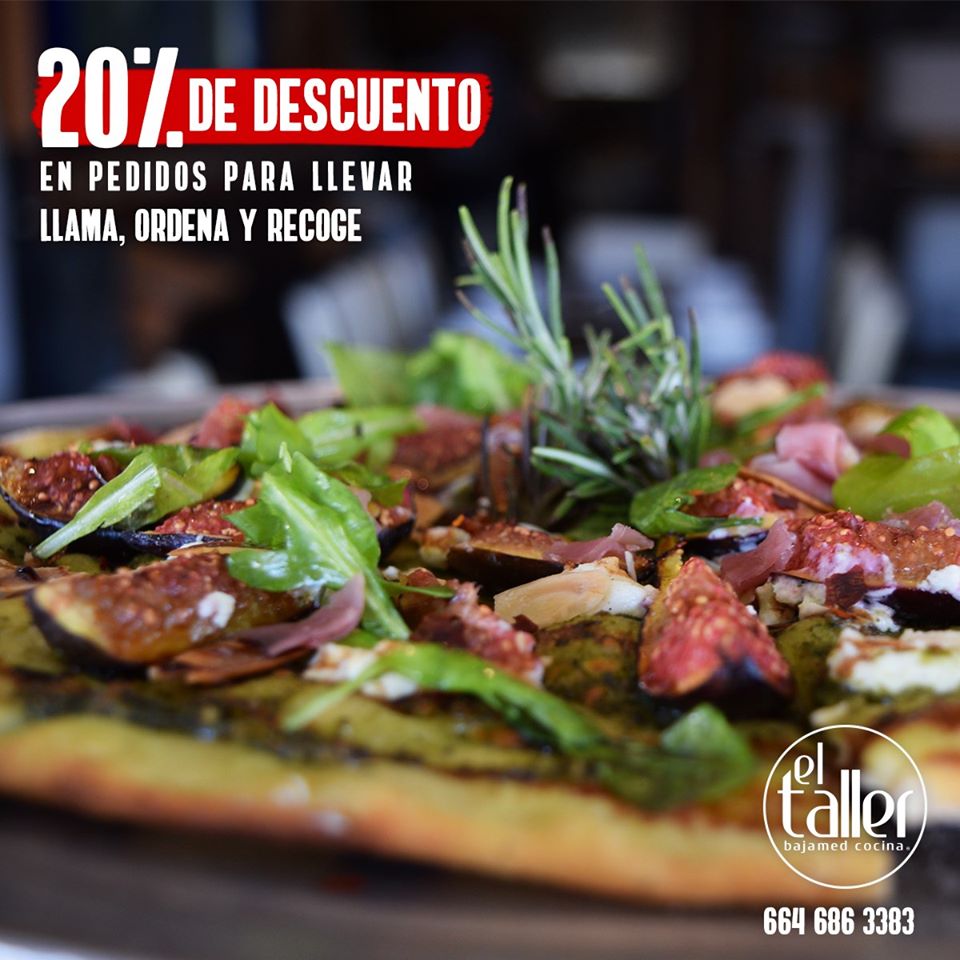 20% DE DESCUENTO
EN PEDIDOS PARA LLEVAR
LLAMA, ORDENA Y RECOGE
el
taller
bajamed cocina
664 686 3383